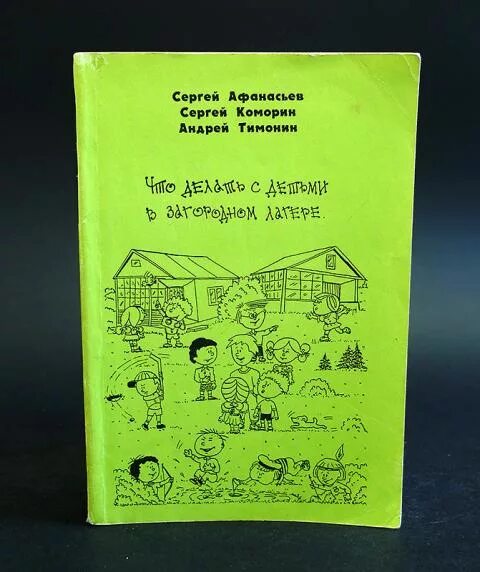 Сергей Афанасьев
Сергей Коморин
Андрей Тимонин
Что делать с детьми
в загородном лагере.